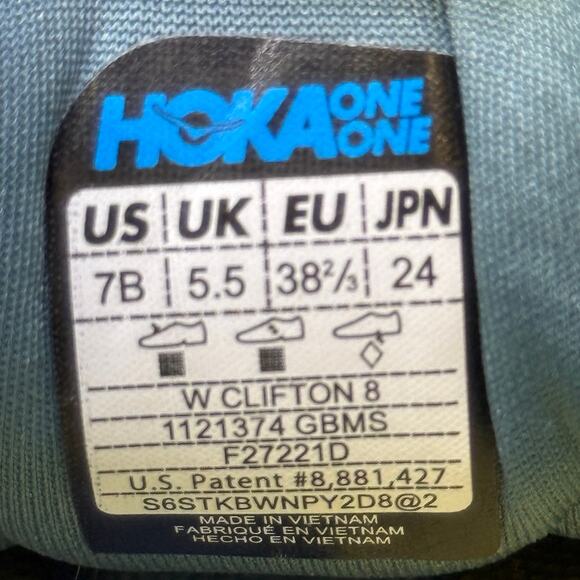 HOKA ONE ONE
US UK EU JPN
7B 5.5 38²/₃ 24
W CLIFTON 8
1121374 GBMS
F27221D
U.S. Patent #8,881,427
S6STKBWNPY2D8@2
MADE IN VIETNAM
FABRIQUÉ EN VIETNAM
HECHO EN VIETNAM